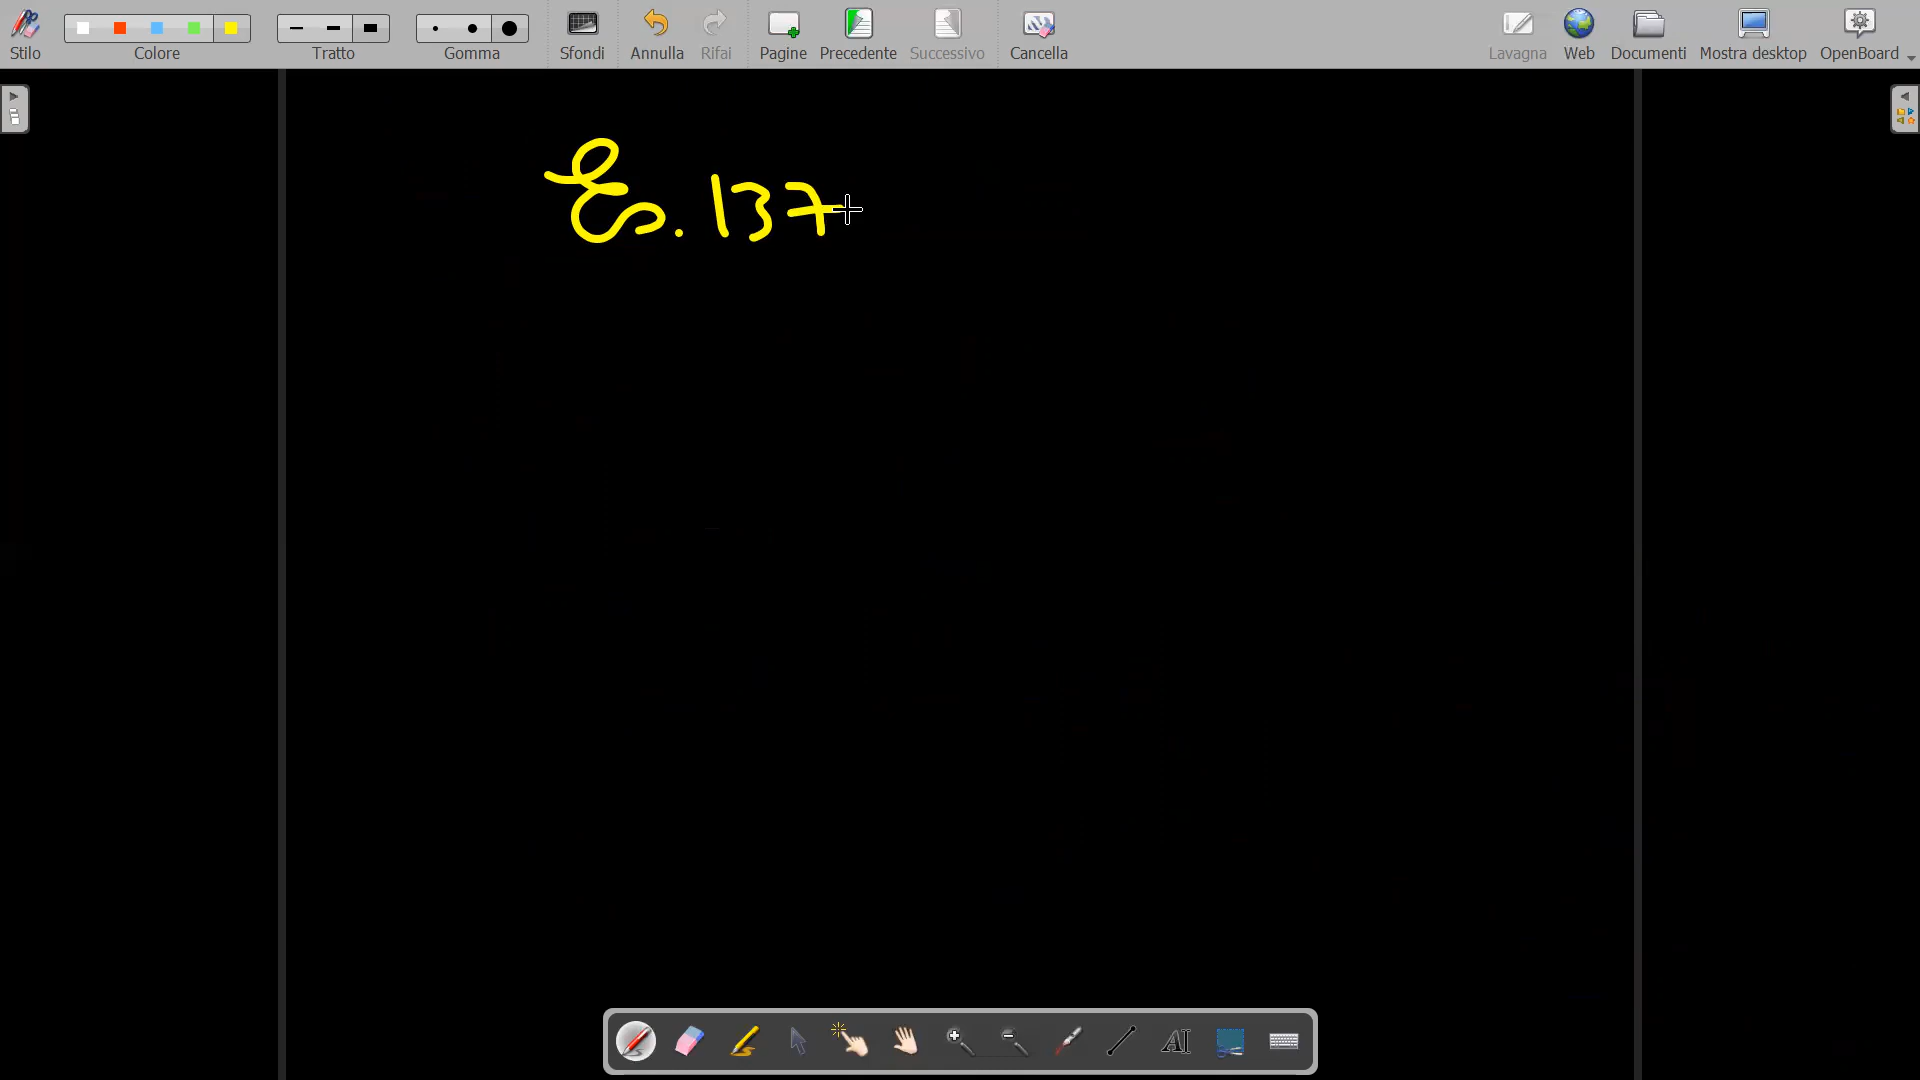 Stilo Colore Tratto Gomma Sfondi Annulla Rifai Pagine Precedente Successivo Cancella Lavagna Web Documenti Mostra desktop OpenBoard
Es. 137
AI